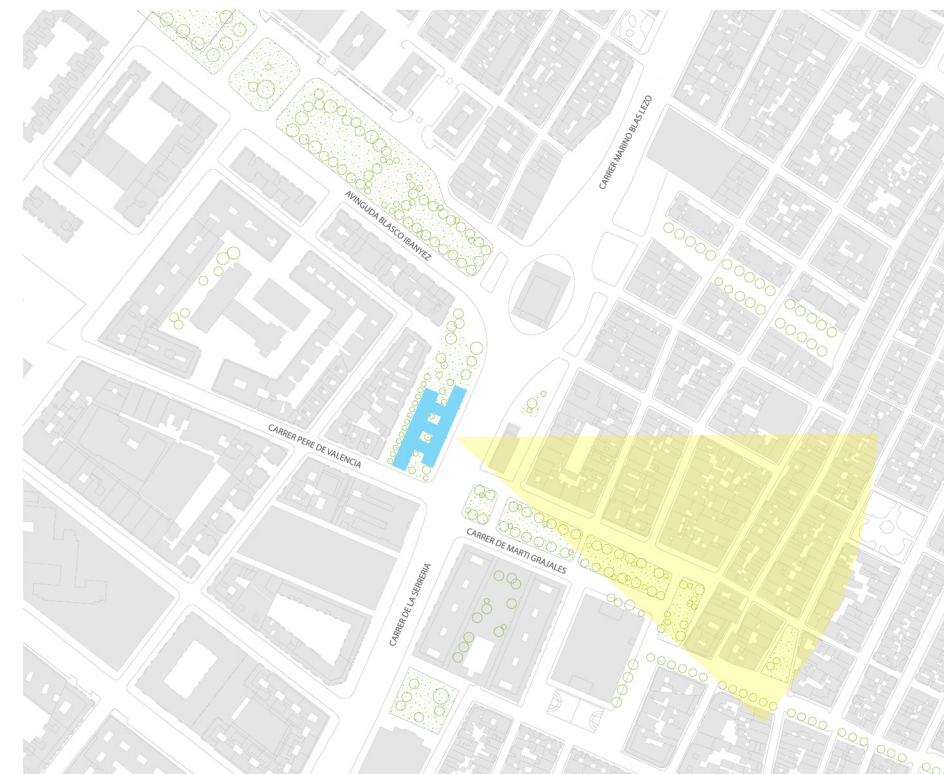 CARRER MARINO BLAS LEZO
AVINGUDA BLASCO IBANYEZ
CARRER PERE DE VALENCIA
CARRER DE MARTI GRAJALES
CARRER DE LA SERRERIA